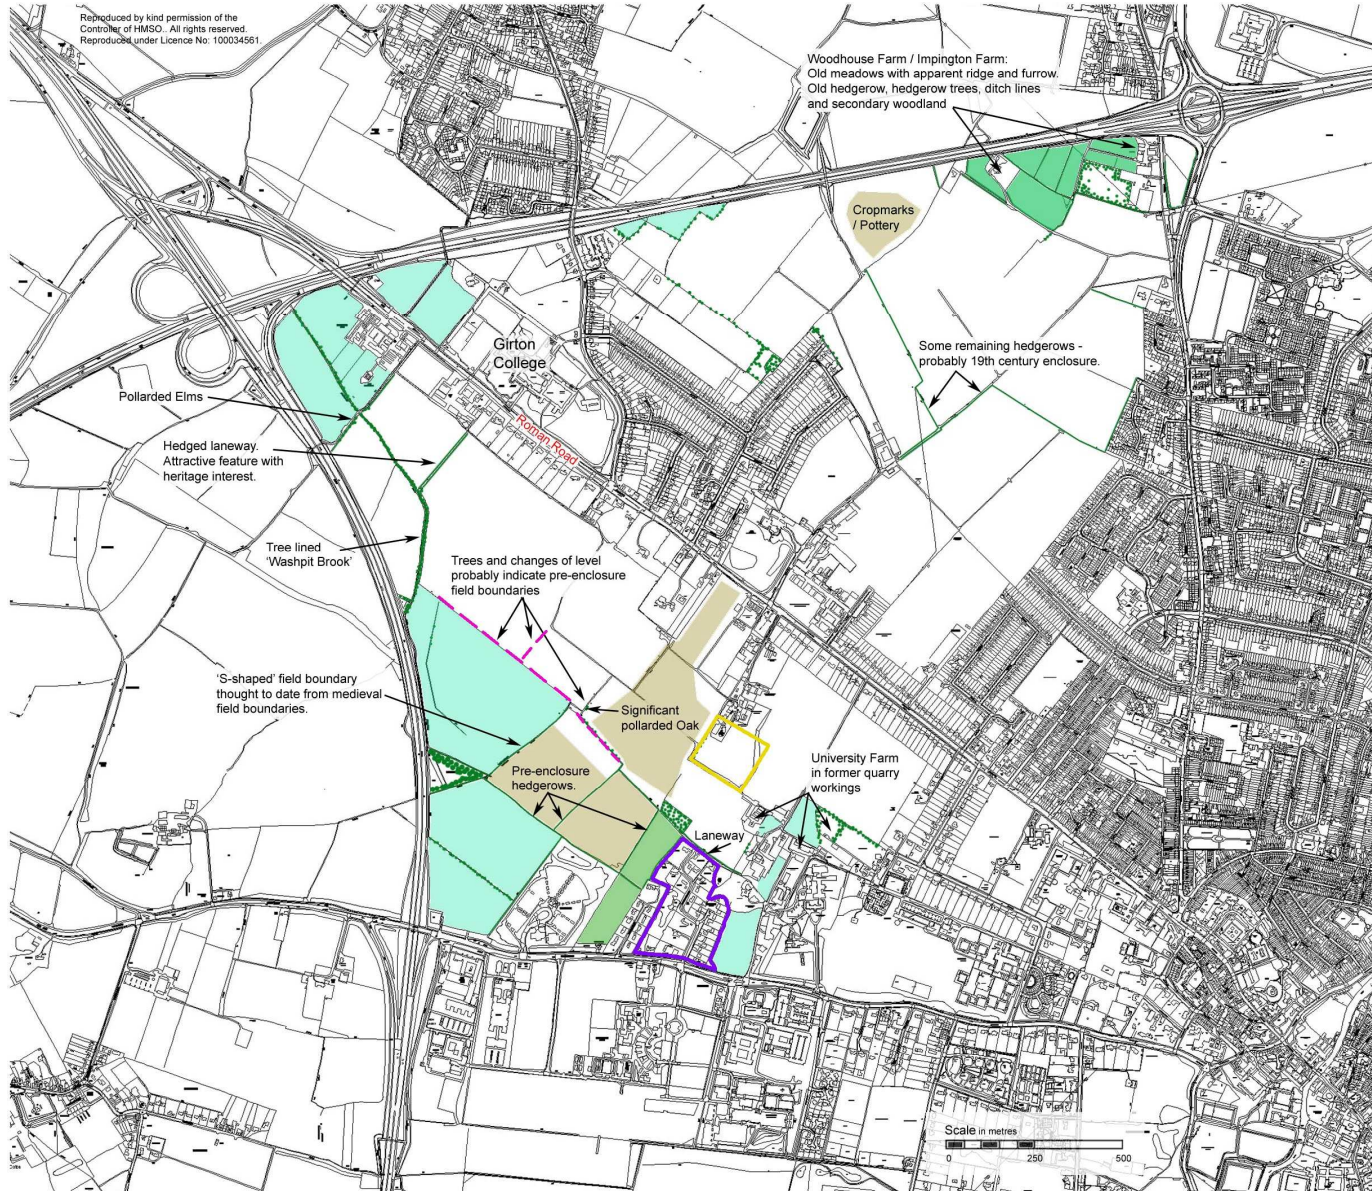 Reproduced by kind permission of the
Controller of HMSO.. All rights reserved.
Reproduced under Licence No: 100034561.
Woodhouse Farm / Impington Farm:
Old meadows with apparent ridge and furrow.
Old hedgerow, hedgerow trees, ditch lines
and secondary woodland
Cropmarks
/ Pottery
Girton
College
Some remaining hedgerows -
probably 19th century enclosure.
Pollarded Elms
Roman Road
Hedged laneway.
Attractive feature with
heritage interest.
Tree lined
'Washpit Brook'
Trees and changes of level
probably indicate pre-enclosure
field boundaries
'S-shaped' field boundary
thought to date from medieval
field boundaries.
Significant
pollarded Oak
Pre-enclosure
hedgerows.
University Farm
in former quarry
workings
Laneway
Scale in metres
0 250 500